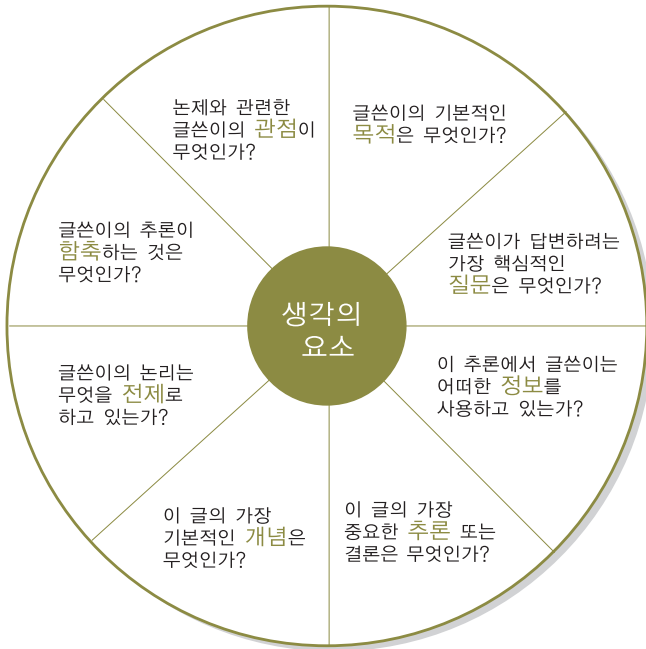 논제와 관련한
글쓴이의 관점이
무엇인가?
글쓴이의 기본적인
목적은 무엇인가?
글쓴이가 답변하려는
가장 핵심적인
질문은 무엇인가?
이 추론에서 글쓴이는
어떠한 정보를
사용하고 있는가?
이 글의 가장
중요한 추론 또는
결론은 무엇인가?
이 글의 가장
기본적인 개념은
무엇인가?
글쓴이의 논리는
무엇을 전제로
하고 있는가?
글쓴이의 추론이
함축하는 것은
무엇인가?
생각의
요소